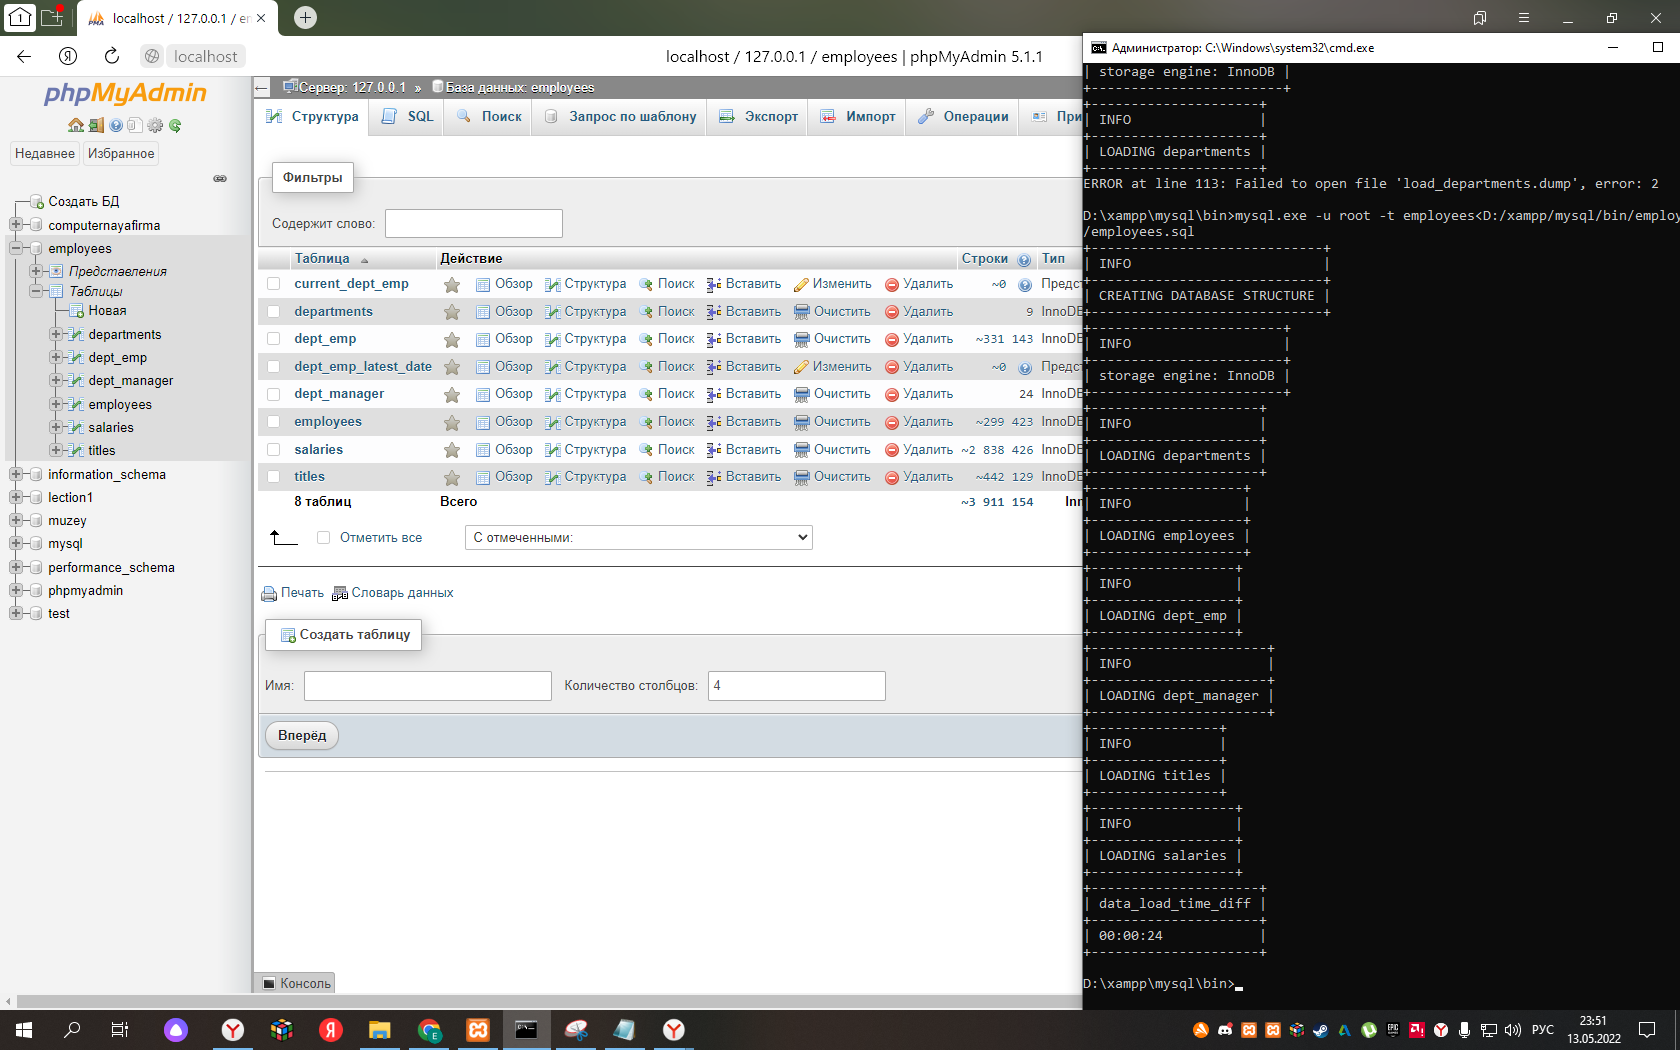 1
localhost / 127.0.0.1 / en
localhost
localhost / 127.0.0.1 / employees | phpMyAdmin 5.1.1
phpMyAdmin
Недавнее Избранное
Создать БД
computernayafirma
employees
Представления
Таблицы
Новая
departments
dept_emp
dept_manager
employees
salaries
titles
information_schema
lection1
muzey
mysql
performance_schema
phpmyadmin
test
Сервер: 127.0.0.1 » База данных: employees
Структура SQL Поиск Запрос по шаблону Экспорт Импорт Операции При
Фильтры
Содержит слово:
Таблица Действие Строки Тип
current_dept_emp Обзор Структура Поиск Вставить Изменить Удалить ~0 Предст
departments Обзор Структура Поиск Вставить Очистить Удалить 9 InnoDB
dept_emp Обзор Структура Поиск Вставить Очистить Удалить ~331 143 InnoDB
dept_emp_latest_date Обзор Структура Поиск Вставить Изменить Удалить ~0 Предст
dept_manager Обзор Структура Поиск Вставить Очистить Удалить 24 InnoDB
employees Обзор Структура Поиск Вставить Очистить Удалить ~299 423 InnoDB
salaries Обзор Структура Поиск Вставить Очистить Удалить ~2 838 426 InnoDB
titles Обзор Структура Поиск Вставить Очистить Удалить ~442 129 InnoDB
8 таблиц Всего ~3 911 154 Inn
Отметить все С отмеченными:
Печать Словарь данных
Создать таблицу
Имя: Количество столбцов: 4
Вперёд
Консоль
Администратор: C:\Windows\system32\cmd.exe
| storage engine: InnoDB |
+------------------------+
+---------------------+
| INFO                |
+---------------------+
| LOADING departments |
+---------------------+
ERROR at line 113: Failed to open file 'load_departments.dump', error: 2
D:\xampp\mysql\bin>mysql.exe -u root -t employees<D:/xampp/mysql/bin/employ
/employees.sql
+-----------------------------+
| INFO                        |
+-----------------------------+
| CREATING DATABASE STRUCTURE |
+-----------------------------+
+------------------------+
| INFO                   |
+------------------------+
| storage engine: InnoDB |
+------------------------+
+---------------------+
| INFO                |
+---------------------+
| LOADING departments |
+---------------------+
+-------------------+
| INFO              |
+-------------------+
| LOADING employees |
+-------------------+
+------------------+
| INFO             |
+------------------+
| LOADING dept_emp |
+------------------+
+----------------------+
| INFO                 |
+----------------------+
| LOADING dept_manager |
+----------------------+
+----------------+
| INFO           |
+----------------+
| LOADING titles |
+----------------+
+------------------+
| INFO             |
+------------------+
| LOADING salaries |
+------------------+
+---------------------+
| data_load_time_diff |
+---------------------+
| 00:00:24            |
+---------------------+
D:\xampp\mysql\bin>
РУС
23:51
13.05.2022